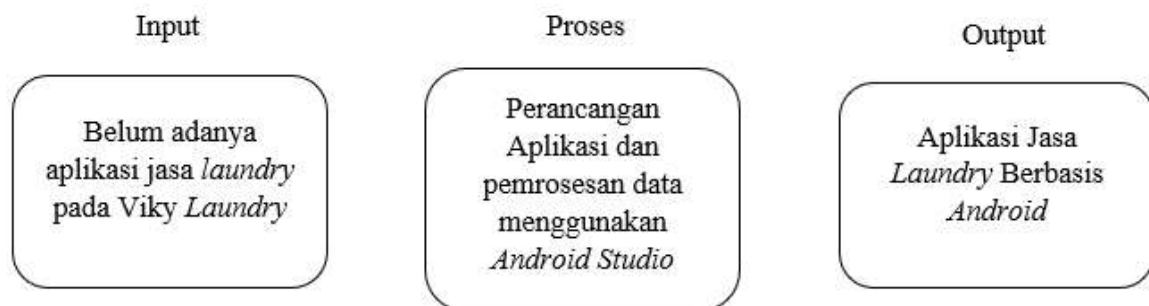 Input
Belum adanya
aplikasi jasa laundry
pada Viky Laundry
Proses
Perancangan
Aplikasi dan
pemrosesan data
menggunakan
Android Studio
Output
Aplikasi Jasa
Laundry Berbasis
Android